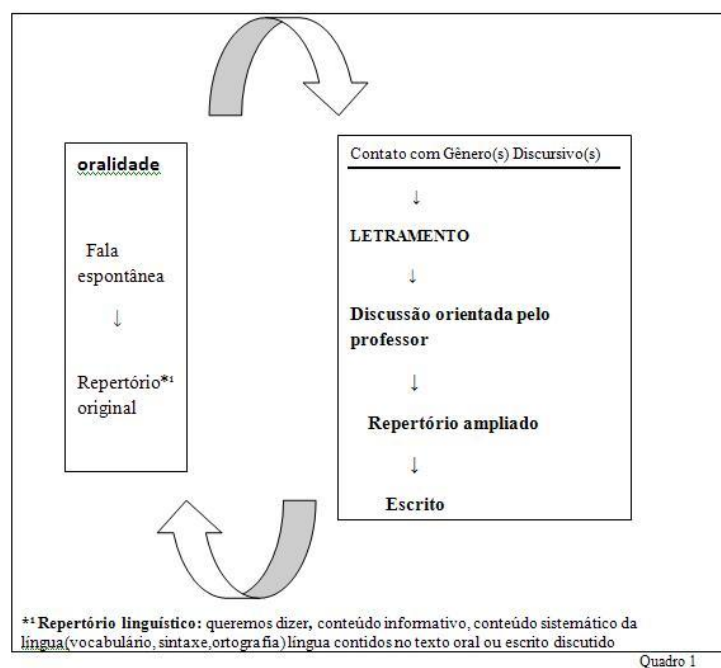 oralidade
Fala
espontânea
↓
Repertório*¹
original
Contato com Gênero(s) Discursivo(s)
↓
LETRAMENTO
↓
Discussão orientada pelo
professor
↓
Repertório ampliado
↓
Escrito
*¹ Repertório linguístico: queremos dizer, conteúdo informativo, conteúdo sistemático da
língua(vocabulário, sintaxe,ortografia) língua contidos no texto oral ou escrito discutido
Quadro 1